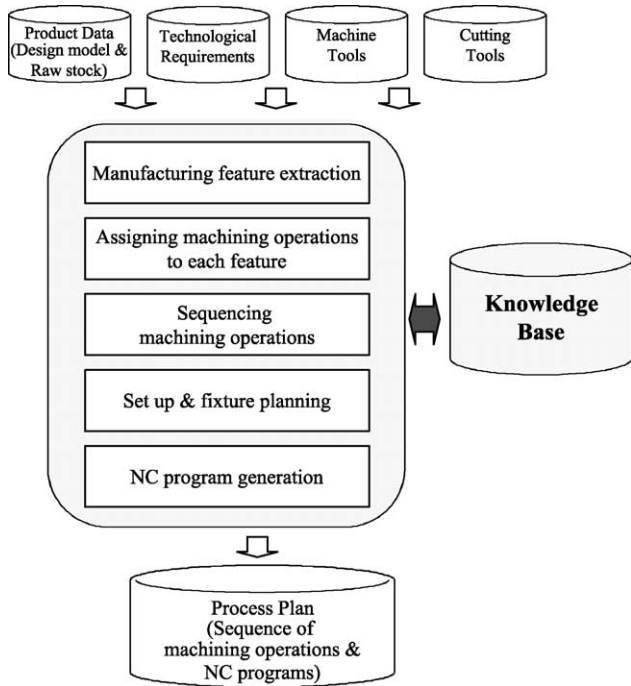 Product Data
(Design model &
Raw stock)
Technological
Requirements
Machine
Tools
Cutting
Tools
Manufacturing feature extraction
Assigning machining operations
to each feature
Sequencing
machining operations
Set up & fixture planning
NC program generation
Knowledge
Base
Process Plan
(Sequence of
machining operations &
NC programs)